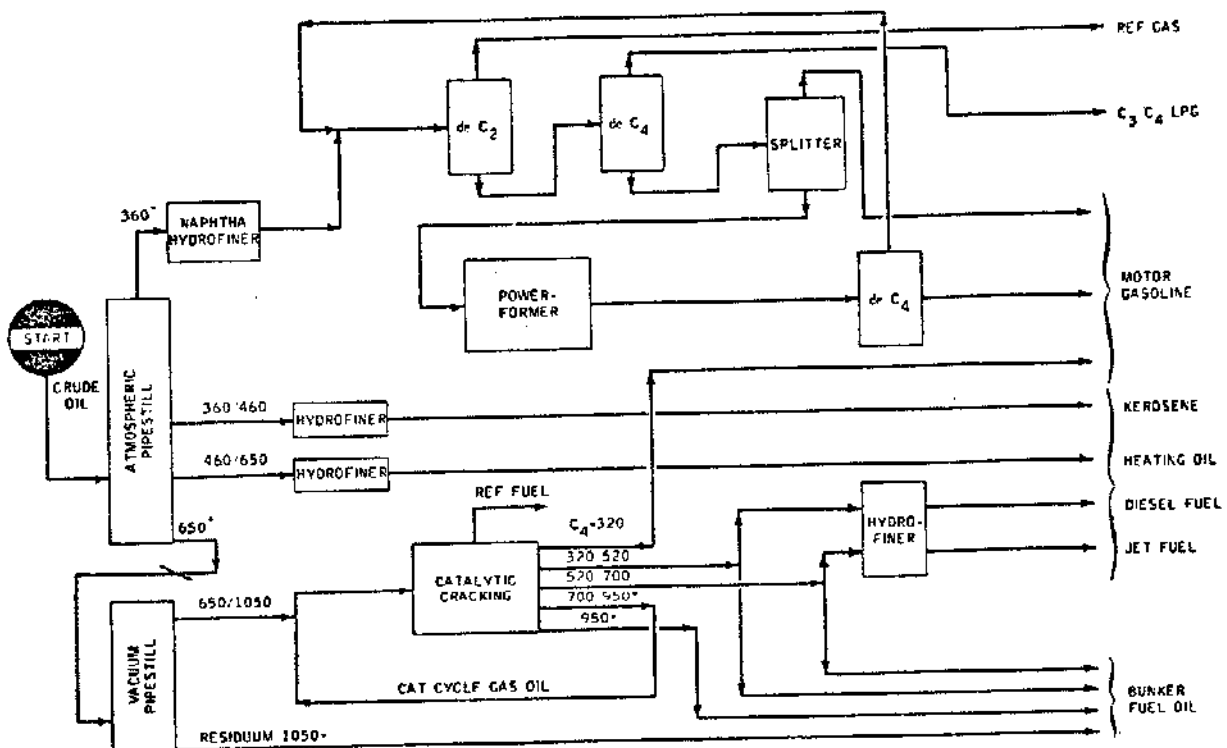 REF GAS
de C2
de C4
SPLITTER
C3 C4 LPG
360-
NAPHTHA
HYDROFINER
POWER-
FORMER
de C4
MOTOR
GASOLINE
START
CRUDE
OIL
ATMOSPHERIC
PIPESTILL
360/460
HYDROFINER
KEROSENE
460/650
HYDROFINER
HEATING OIL
REF FUEL
650+
C4-320
320 520
520 700
700 950+
950+
HYDRO-
FINER
DIESEL FUEL
JET FUEL
CATALYTIC
CRACKING
650/1050
VACUUM
PIPESTILL
CAT CYCLE GAS OIL
RESIDUUM 1050+
BUNKER
FUEL OIL